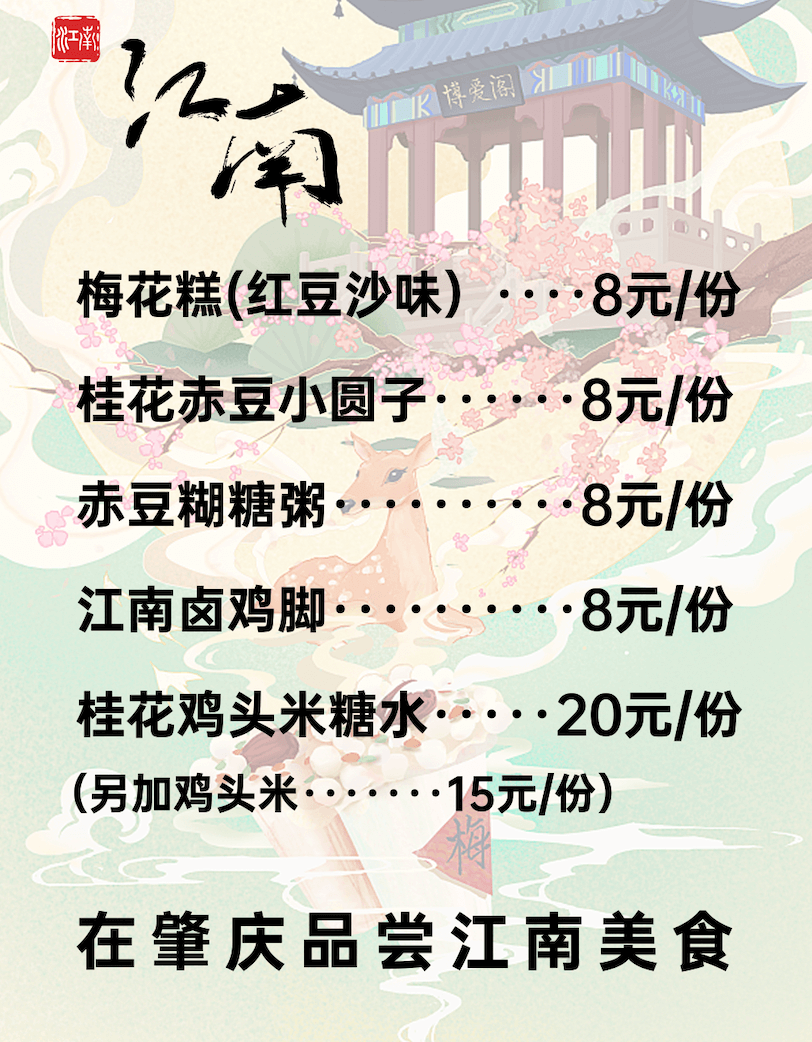 江南
江南
博爱阁
梅花糕(红豆沙味）····8元/份
桂花赤豆小圆子······8元/份
赤豆糊糖粥··········8元/份
江南卤鸡脚··········8元/份
桂花鸡头米糖水·····20元/份
（另加鸡头米·······15元/份）
梅
在肇庆品尝江南美食